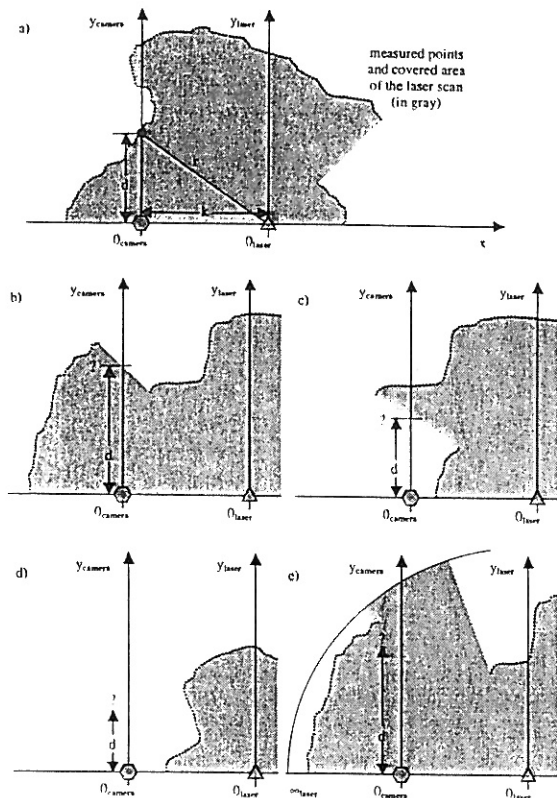 a)
y_camera
y_laser
measured points
and covered area
of the laser scan
(in gray)
d
k
0_camera
0_laser
x
b)
y_camera
y_laser
?
d
0_camera
0_laser
c)
y_camera
y_laser
?
d
0_camera
0_laser
d)
y_camera
y_laser
?
d
0_camera
0_laser
e)
y_camera
y_laser
d
∞_laser
0_camera
0_laser